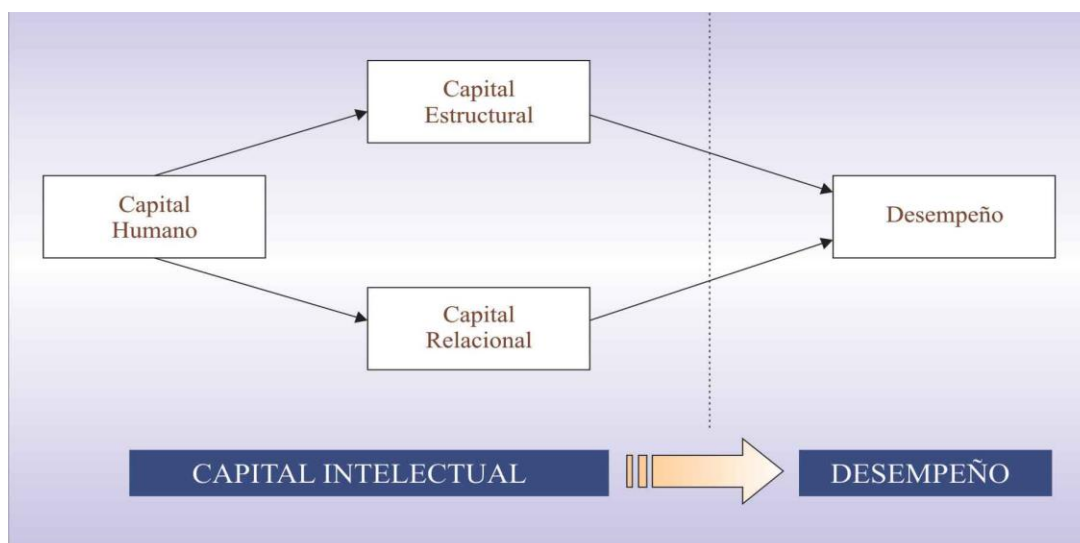 Capital
Estructural
Capital
Humano
Desempeño
Capital
Relacional
CAPITAL INTELECTUAL
DESEMPEÑO